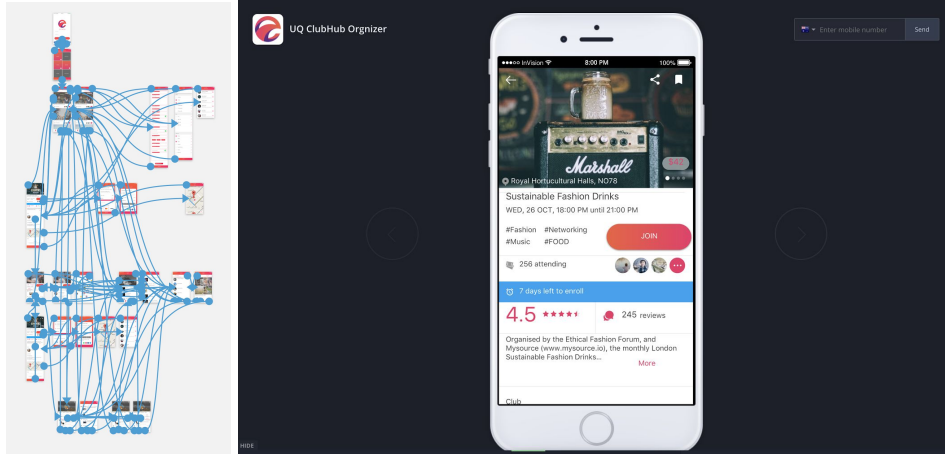 UQ ClubHub Orgnizer
Enter mobile number
Send
InVision
8:00 PM
100%
Marshall
$42
Royal Hortucultural Halls, NO78
Sustainable Fashion Drinks
WED, 26 OCT, 18:00 PM until 21:00 PM
#Fashion #Networking
#Music #FOOD
JOIN
256 attending
7 days left to enroll
4.5
245 reviews
Organised by the Ethical Fashion Forum, and
Mysource (www.mysource.io), the monthly London
Sustainable Fashion Drinks...
More
Club
HIDE